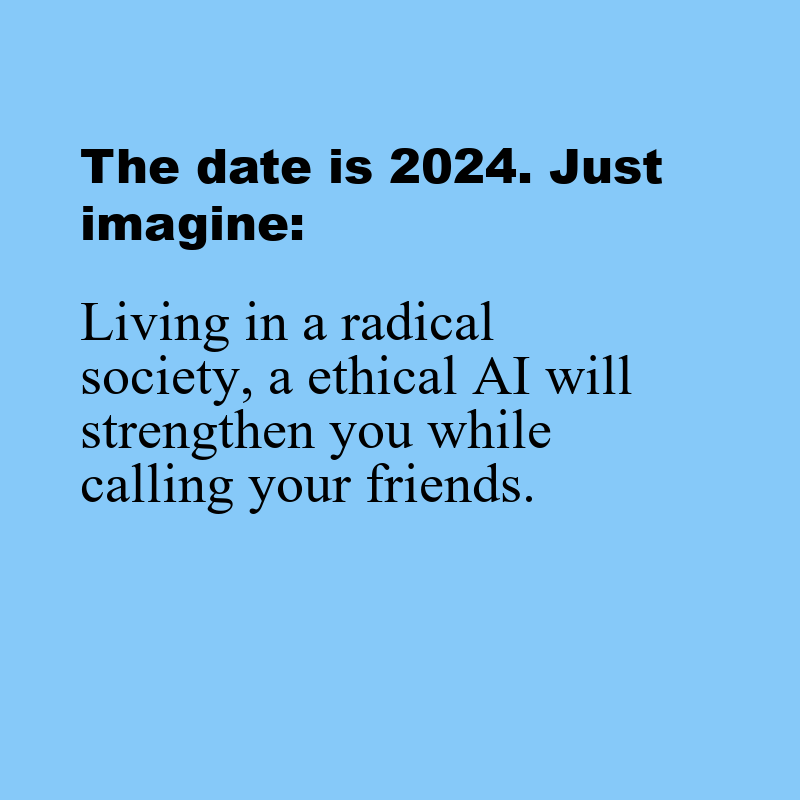 The date is 2024. Just
imagine:
Living in a radical
society, a ethical AI will
strengthen you while
calling your friends.